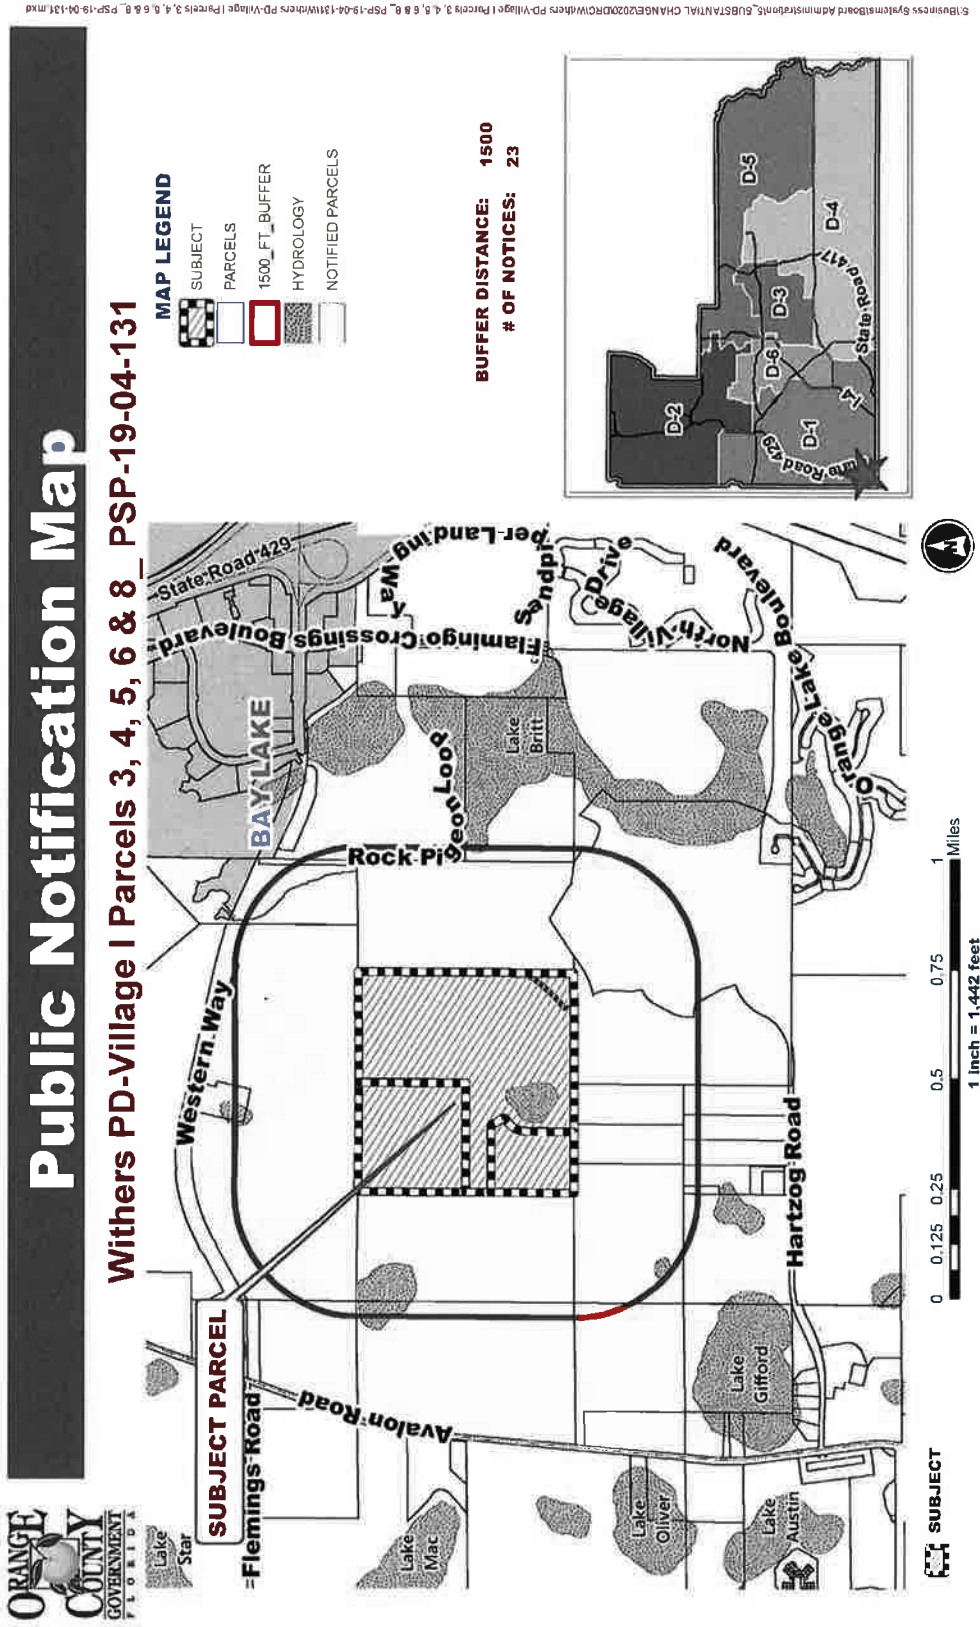 ORANGE
COUNTY
GOVERNMENT
FLORIDA
Public Notification Map
Withers PD-Village I Parcels 3, 4, 5, 6 & 8_ PSP-19-04-131
MAP LEGEND
SUBJECT
PARCELS
1500_FT_BUFFER
HYDROLOGY
NOTIFIED PARCELS
BUFFER DISTANCE: 1500
# OF NOTICES: 23
D-2
D-5
D-3
D-6
D-4
D-1
State Road 417
I-4
State Road 429
Lake
Star
SUBJECT PARCEL
Flemings Road
Avalon Road
Western Way
BAY LAKE
State Road 429
Flamingo Crossings Boulevard
Rock Pigeon Loop
Sandpiper Landing Way
North Village Drive
Orange Lake Boulevard
Lake
Britt
Lake
Mac
Lake
Oliver
Lake
Austin
Lake
Gifford
Hartzog Road
SUBJECT
0 0.125 0.25 0.5 0.75 1
Miles
1 inch = 1,442 feet
N